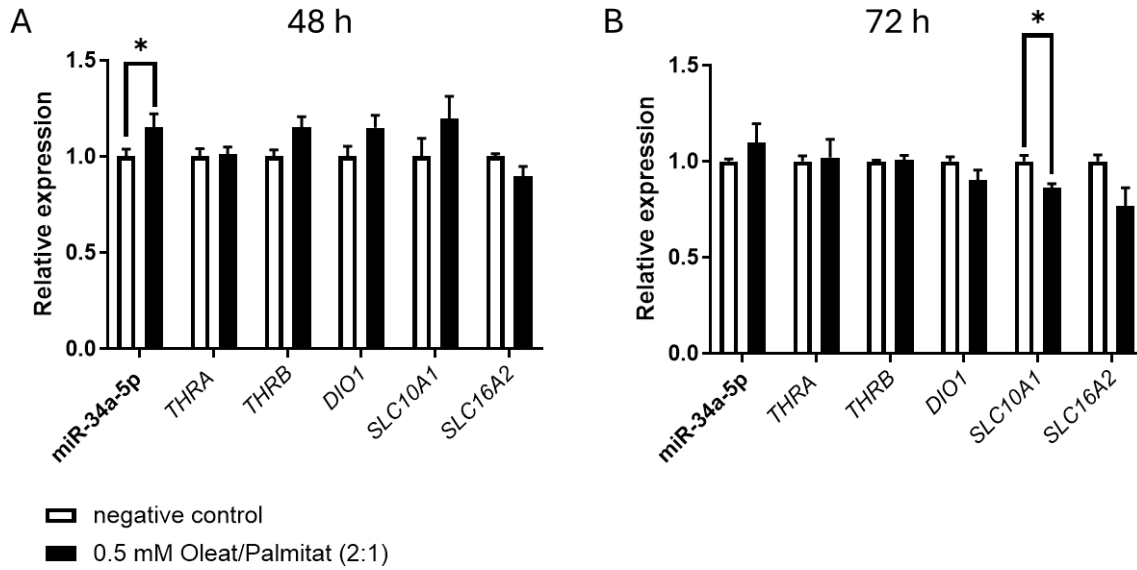 A
48 h
*
Relative expression
1.5
1.0
0.5
0.0
miR-34a-5p
THRA
THRB
DIO1
SLC10A1
SLC16A2
B
72 h
*
Relative expression
1.5
1.0
0.5
0.0
miR-34a-5p
THRA
THRB
DIO1
SLC10A1
SLC16A2
negative control
0.5 mM Oleat/Palmitat (2:1)